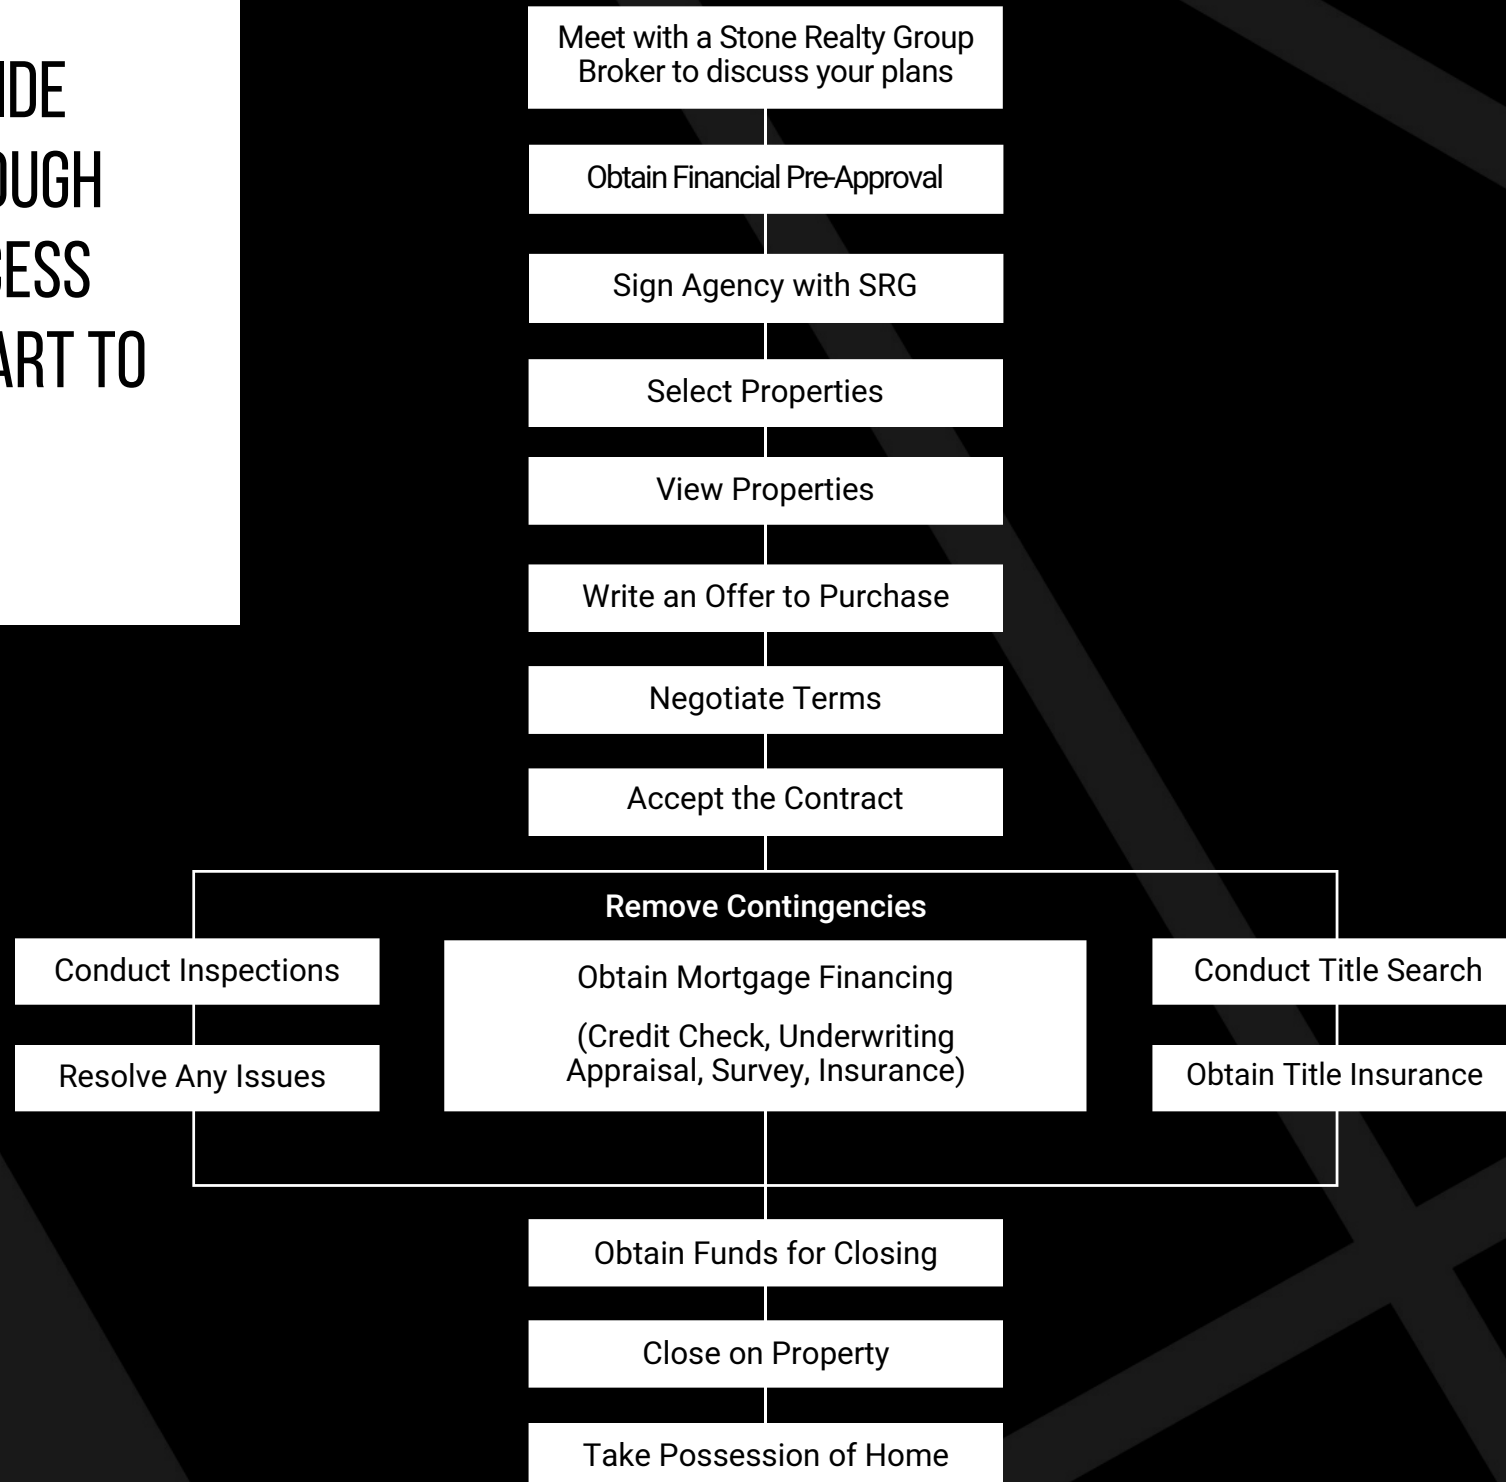 IDE
OUGH
CESS
ART TO
Meet with a Stone Realty Group
Broker to discuss your plans
Obtain Financial Pre-Approval
Sign Agency with SRG
Select Properties
View Properties
Write an Offer to Purchase
Negotiate Terms
Accept the Contract
Remove Contingencies
Conduct Inspections
Resolve Any Issues
Obtain Mortgage Financing
(Credit Check, Underwriting
Appraisal, Survey, Insurance)
Conduct Title Search
Obtain Title Insurance
Obtain Funds for Closing
Close on Property
Take Possession of Home